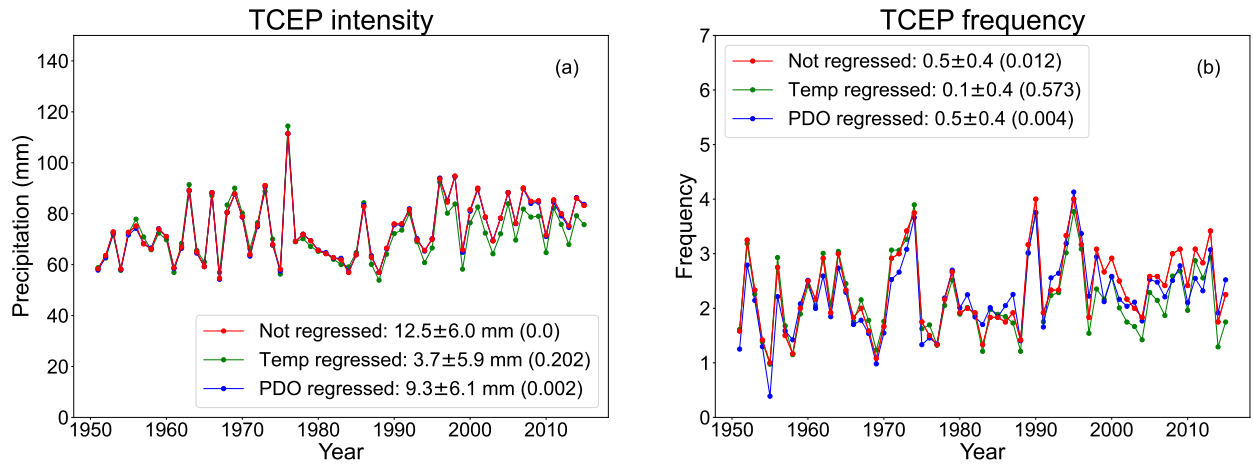 TCEP intensity
140
120
100
80
60
40
20
0
Precipitation (mm)
(a)
Not regressed: 12.5±6.0 mm (0.0)
Temp regressed: 3.7±5.9 mm (0.202)
PDO regressed: 9.3±6.1 mm (0.002)
1950 1960 1970 1980 1990 2000 2010
Year
TCEP frequency
7
6
5
4
3
2
1
0
Frequency
(b)
Not regressed: 0.5±0.4 (0.012)
Temp regressed: 0.1±0.4 (0.573)
PDO regressed: 0.5±0.4 (0.004)
1950 1960 1970 1980 1990 2000 2010
Year